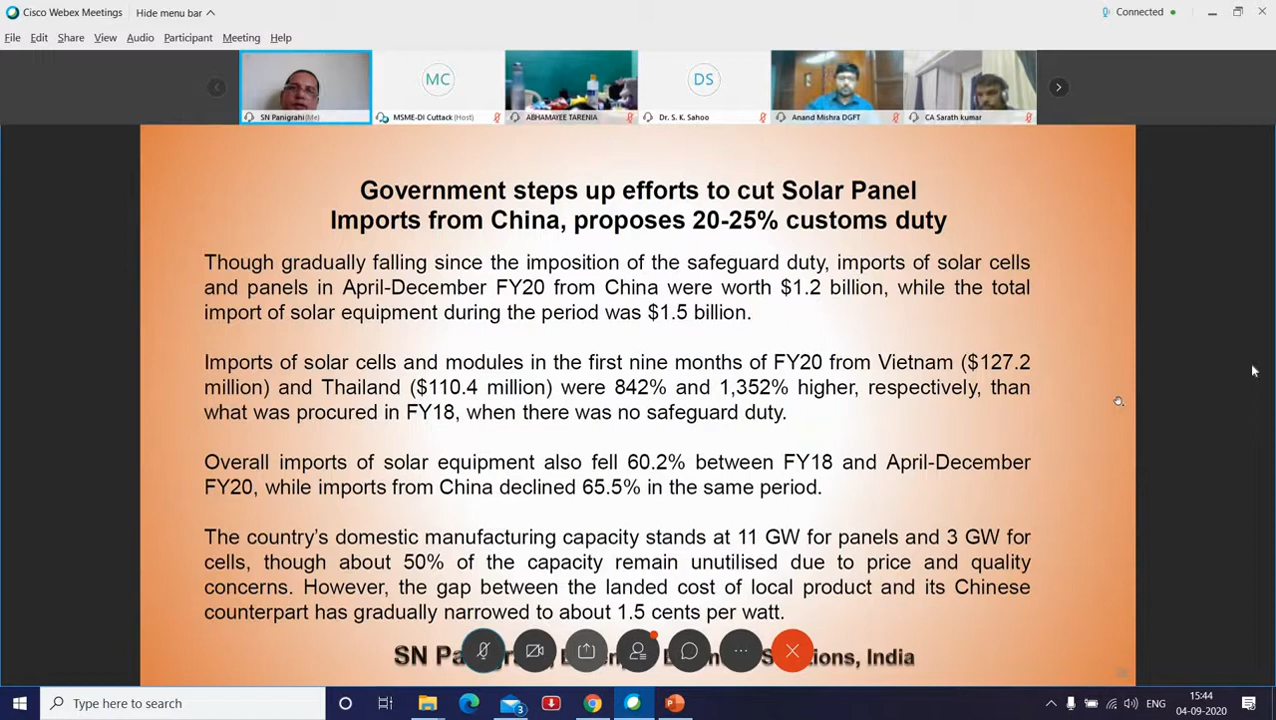 Cisco Webex Meetings Hide menu bar Connected
File Edit Share View Audio Participant Meeting Help
MC DS
SN Panigrahi (Me) MSME-DI Cuttack (Host) ABHAMAYEE TARENIA Dr. S. K. Sahoo Anand Mishra DGFT CA Sarath kumar
Government steps up efforts to cut Solar Panel
Imports from China, proposes 20-25% customs duty
Though gradually falling since the imposition of the safeguard duty, imports of solar cells
and panels in April-December FY20 from China were worth $1.2 billion, while the total
import of solar equipment during the period was $1.5 billion.
Imports of solar cells and modules in the first nine months of FY20 from Vietnam ($127.2
million) and Thailand ($110.4 million) were 842% and 1,352% higher, respectively, than
what was procured in FY18, when there was no safeguard duty.
Overall imports of solar equipment also fell 60.2% between FY18 and April-December
FY20, while imports from China declined 65.5% in the same period.
The country's domestic manufacturing capacity stands at 11 GW for panels and 3 GW for
cells, though about 50% of the capacity remain unutilised due to price and quality
concerns. However, the gap between the landed cost of local product and its Chinese
counterpart has gradually narrowed to about 1.5 cents per watt.
SN India
Type here to search 3 ENG 15:44
04-09-2020